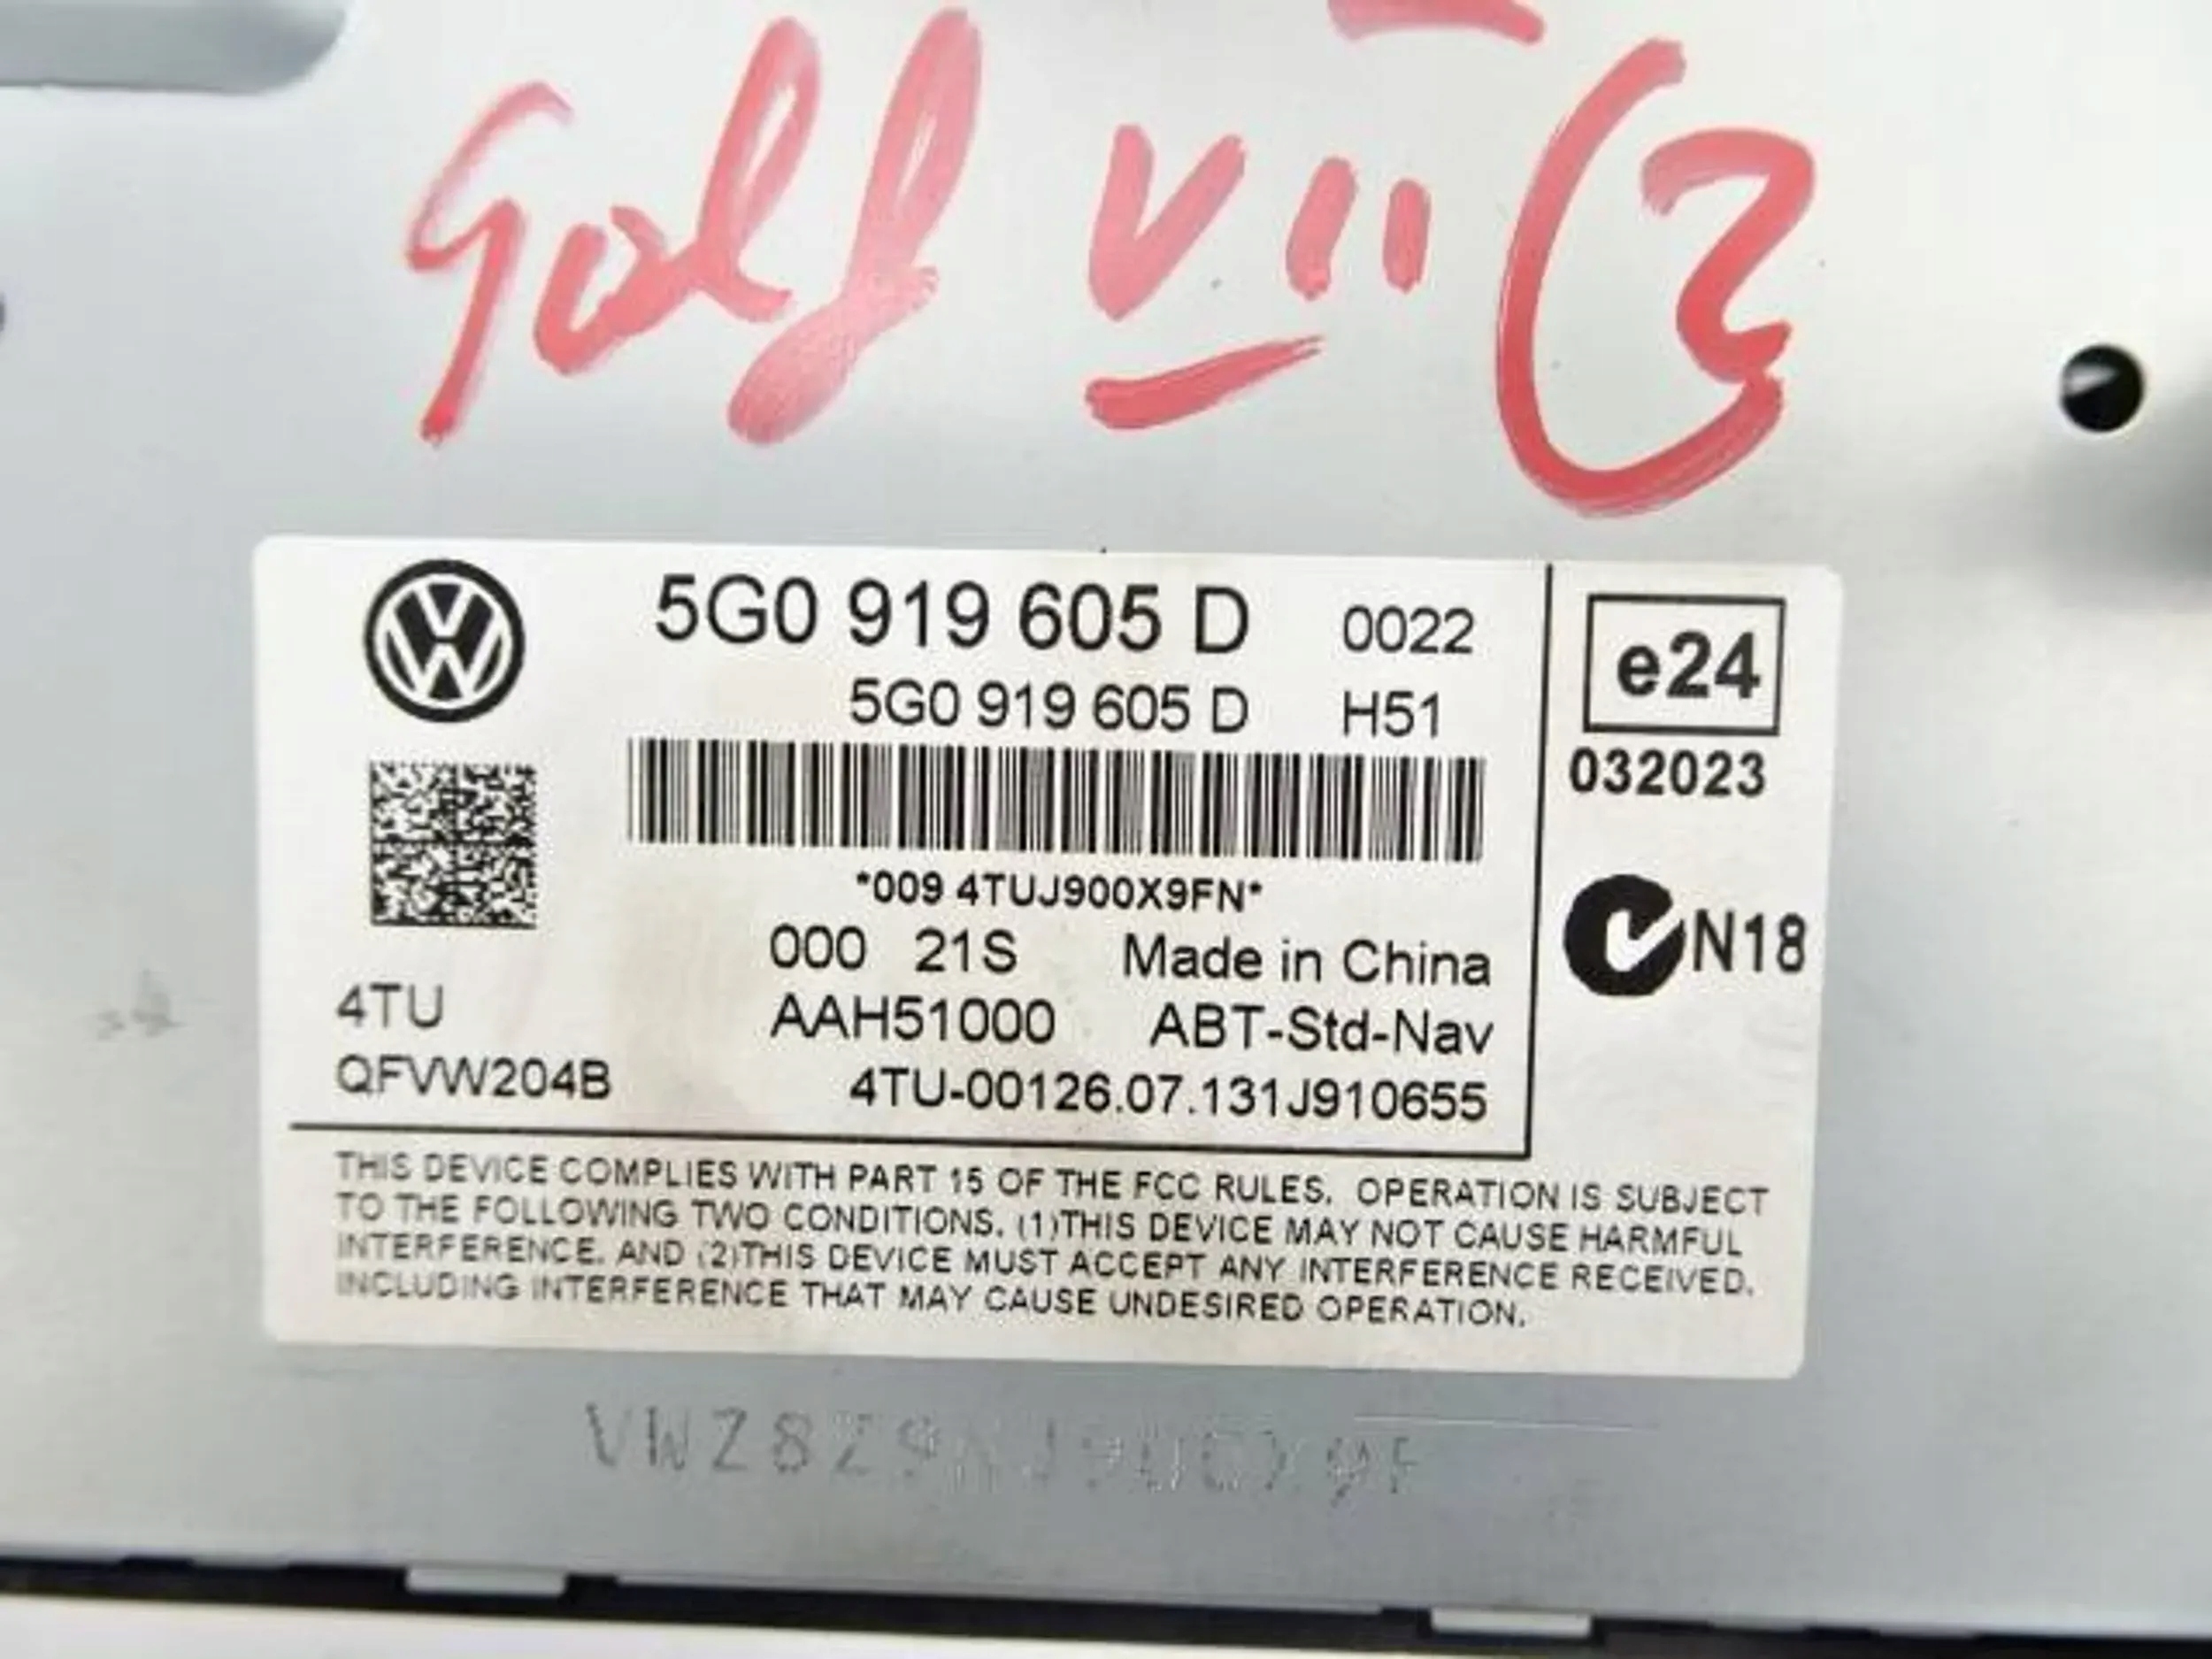 Golf VII (3
5G0 919 605 D 0022
5G0 919 605 D H51
e24
032023
*009 4TUJ900X9FN*
000 21S Made in China
N18
4TU AAH51000 ABT-Std-Nav
QFVW204B 4TU-00126.07.131J910655
THIS DEVICE COMPLIES WITH PART 15 OF THE FCC RULES. OPERATION IS SUBJECT
TO THE FOLLOWING TWO CONDITIONS. (1)THIS DEVICE MAY NOT CAUSE HARMFUL
INTERFERENCE. AND (2)THIS DEVICE MUST ACCEPT ANY INTERFERENCE RECEIVED.
INCLUDING INTERFERENCE THAT MAY CAUSE UNDESIRED OPERATION.